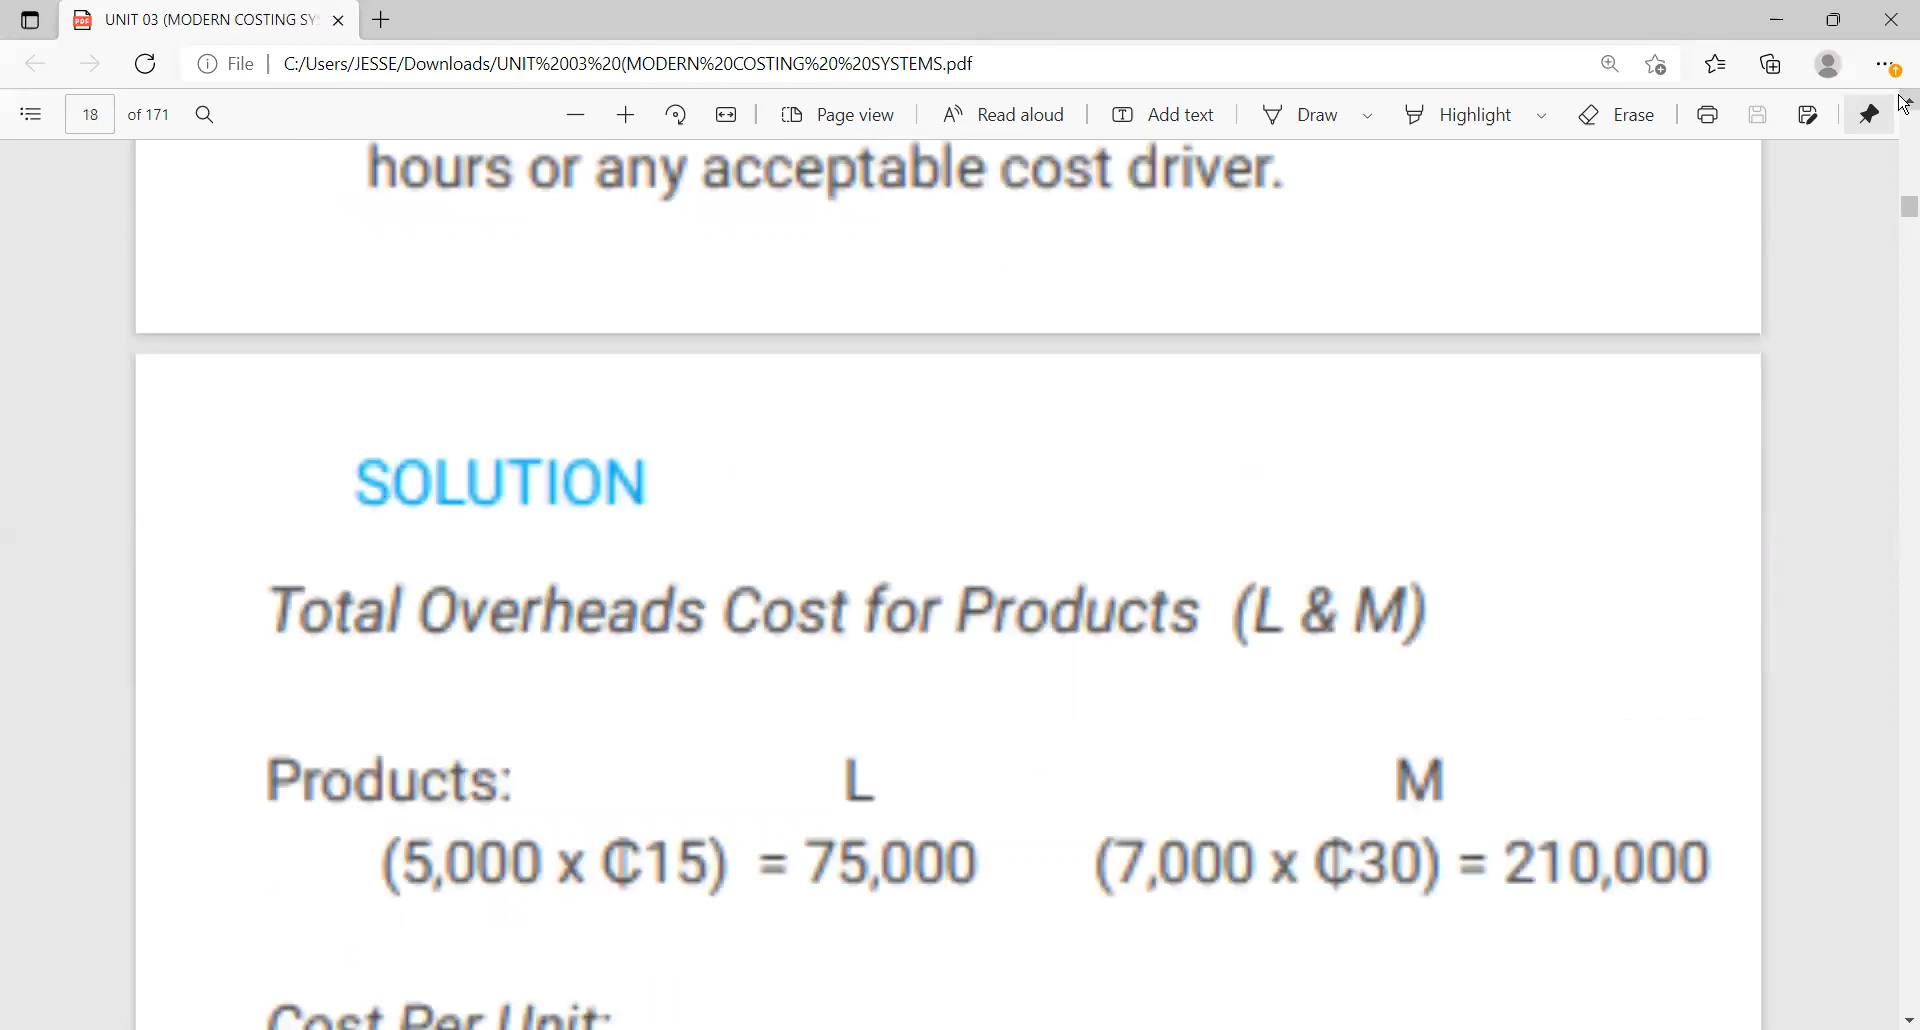 UNIT 03 (MODERN COSTING SY
File
C:/Users/JESSE/Downloads/UNIT%2003%20(MODERN%20COSTING%20%20SYSTEMS.pdf
18 of 171
Page view
Read aloud
Add text
Draw
Highlight
Erase
hours or any acceptable cost driver.
SOLUTION
Total Overheads Cost for Products (L & M)
Products: L M
(5,000 x ₵15) = 75,000 (7,000 x ₵30) = 210,000
Cost Per Unit: